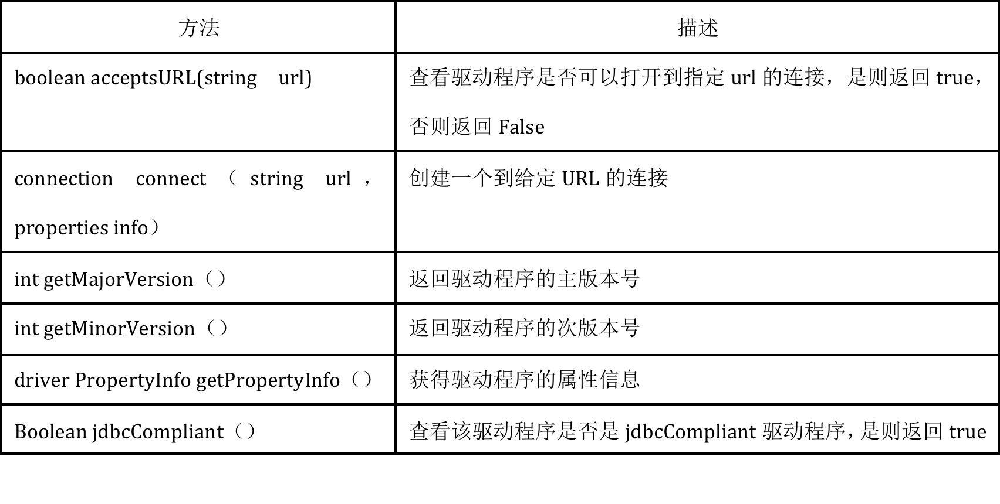 方法
描述
boolean acceptsURL(string url)
查看驱动程序是否可以打开到指定 url 的连接，是则返回 true，
否则返回 False
connection connect （ string url ，
properties info）
创建一个到给定 URL 的连接
int getMajorVersion（）
返回驱动程序的主版本号
int getMinorVersion（）
返回驱动程序的次版本号
driver PropertyInfo getPropertyInfo（）
获得驱动程序的属性信息
Boolean jdbcCompliant（）
查看该驱动程序是否是 jdbcCompliant 驱动程序，是则返回 true